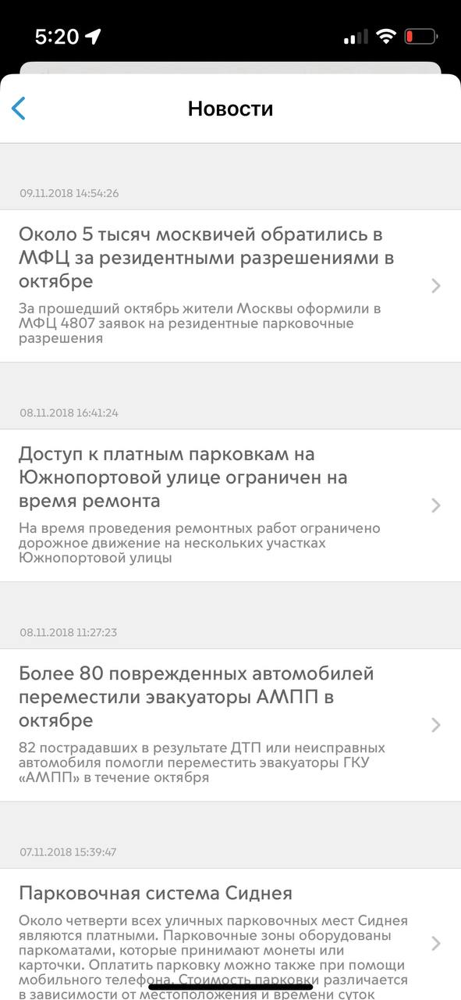 5:20
Новости
09.11.2018 14:54:26
Около 5 тысяч москвичей обратились в
МФЦ за резидентными разрешениями в
октябре
За прошедший октябрь жители Москвы оформили в
МФЦ 4807 заявок на резидентные парковочные
разрешения
08.11.2018 16:41:24
Доступ к платным парковкам на
Южнопортовой улице ограничен на
время ремонта
На время проведения ремонтных работ ограничено
дорожное движение на нескольких участках
Южнопортовой улицы
08.11.2018 11:27:23
Более 80 поврежденных автомобилей
переместили эвакуаторы АМПП в
октябре
82 пострадавших в результате ДТП или неисправных
автомобиля помогли переместить эвакуаторы ГКУ
«АМПП» в течение октября
07.11.2018 15:39:47
Парковочная система Сиднея
Около четверти всех уличных парковочных мест Сиднея
являются платными. Парковочные зоны оборудованы
паркоматами, которые принимают монеты или
карточки. Оплатить парковку можно также при помощи
мобильного телефона. Стоимость парковки различается
в зависимости от местоположения и времени суток